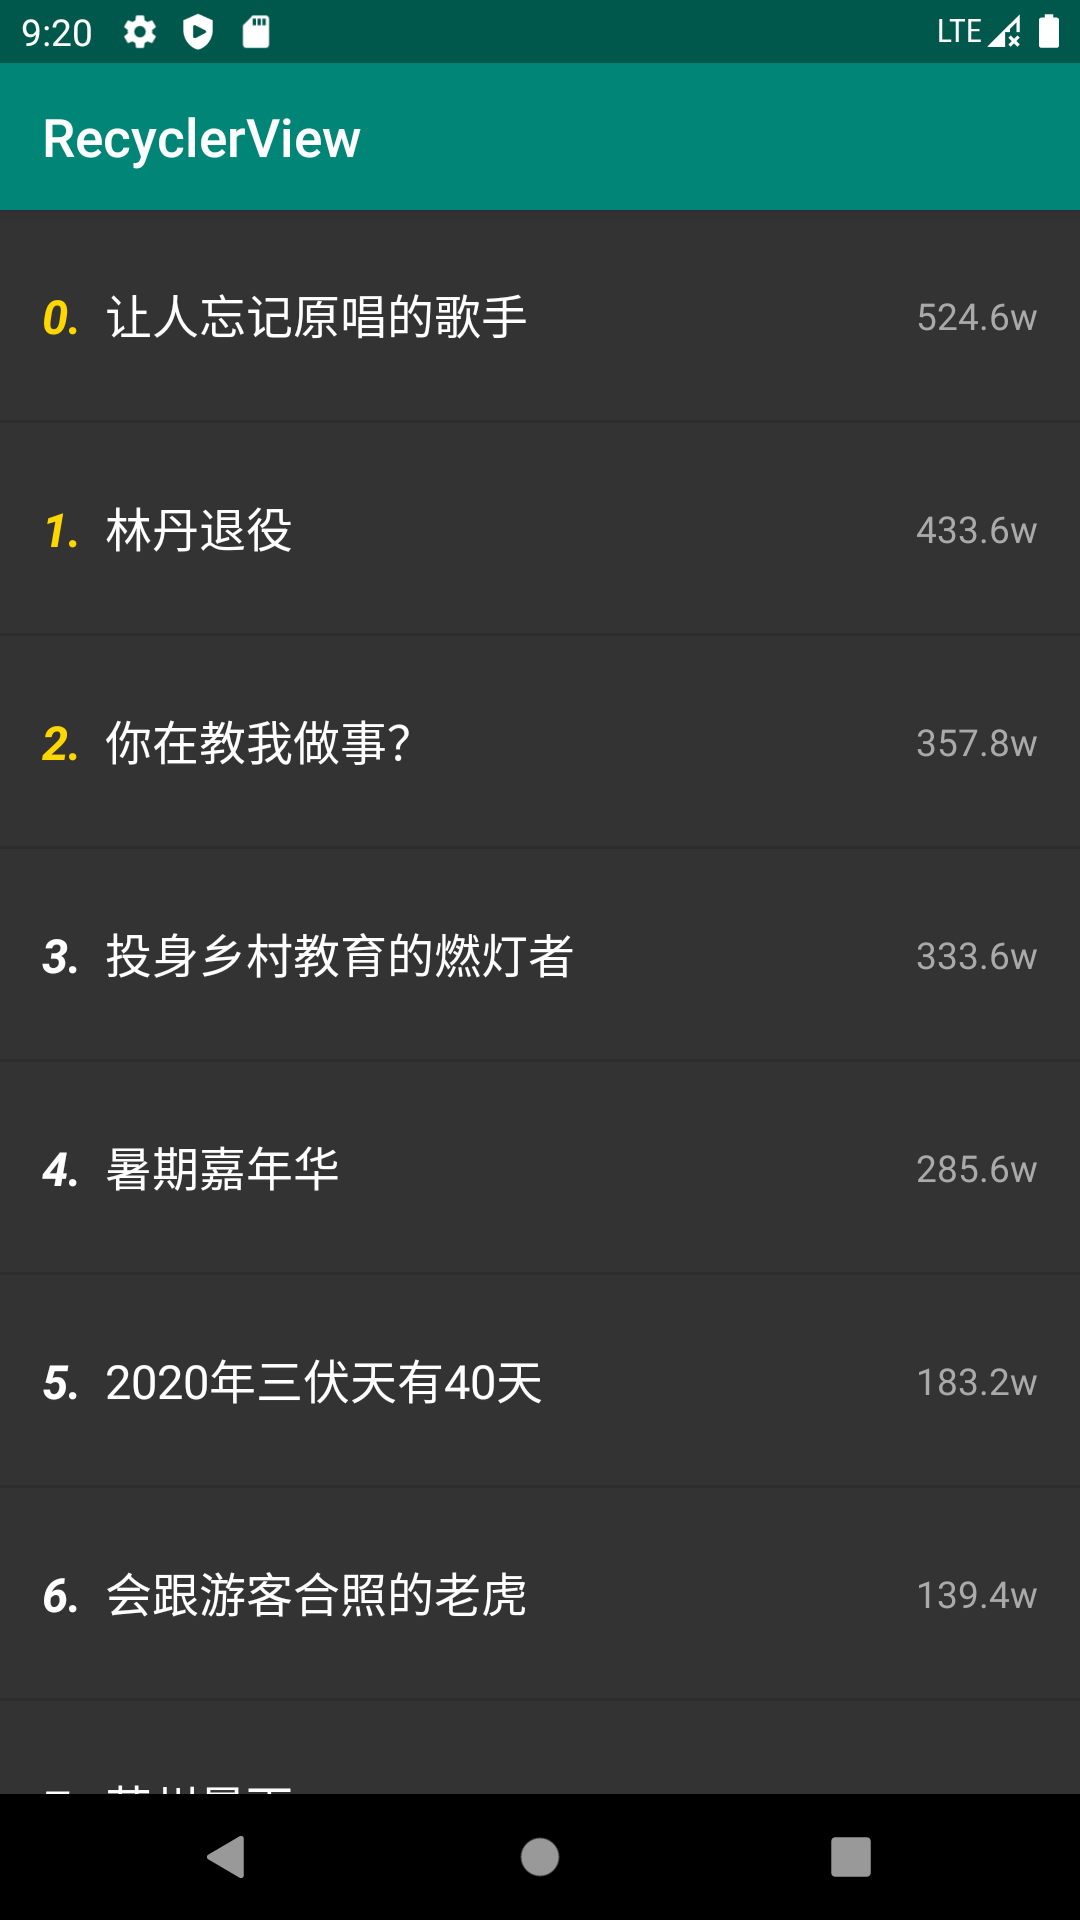 9:20 LTE
RecyclerView
0. 让人忘记原唱的歌手 524.6w
1. 林丹退役 433.6w
2. 你在教我做事? 357.8w
3. 投身乡村教育的燃灯者 333.6w
4. 暑期嘉年华 285.6w
5. 2020年三伏天有40天 183.2w
6. 会跟游客合照的老虎 139.4w